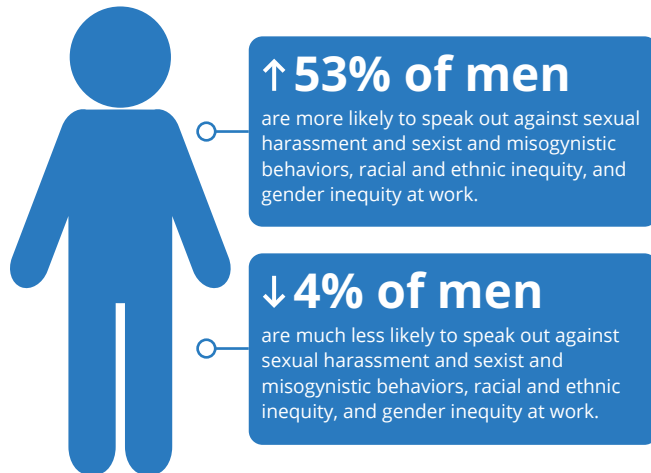 ↑53% of men
are more likely to speak out against sexual
harassment and sexist and misogynistic
behaviors, racial and ethnic inequity, and
gender inequity at work.
↓4% of men
are much less likely to speak out against
sexual harassment and sexist and
misogynistic behaviors, racial and ethnic
inequity, and gender inequity at work.